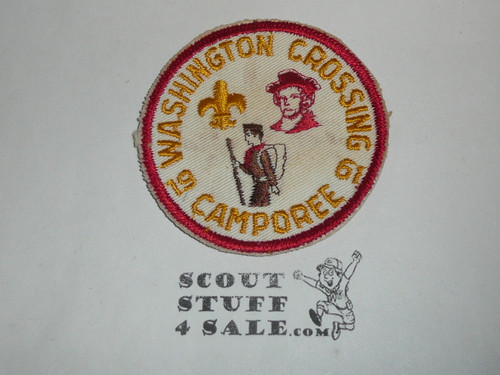 WASHINGTON CROSSING
19 61
CAMPOREE
SCOUT
STUFF
4 SALE.COM